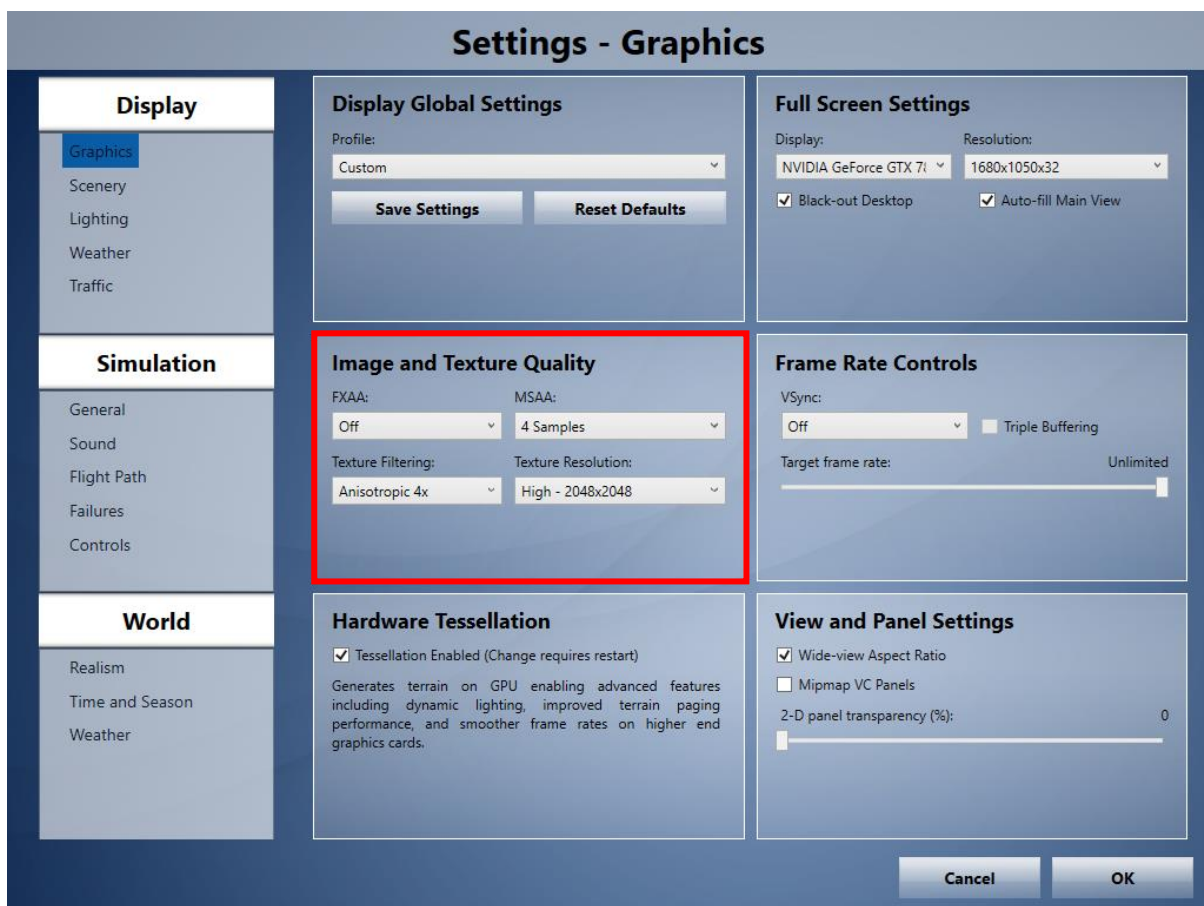 Settings - Graphics
Display
Graphics
Scenery
Lighting
Weather
Traffic
Simulation
General
Sound
Flight Path
Failures
Controls
World
Realism
Time and Season
Weather
Display Global Settings
Profile:
Custom
Save Settings Reset Defaults
Full Screen Settings
Display: Resolution:
NVIDIA GeForce GTX 1680x1050x32
Black-out Desktop Auto-fill Main View
Image and Texture Quality
FXAA: MSAA:
Off 4 Samples
Texture Filtering: Texture Resolution:
Anisotropic 4x High - 2048x2048
Frame Rate Controls
VSync:
Off Triple Buffering
Target frame rate: Unlimited
Hardware Tessellation
Tessellation Enabled (Change requires restart)
Generates terrain on GPU enabling advanced features
including dynamic lighting, improved terrain paging
performance, and smoother frame rates on higher end
graphics cards.
View and Panel Settings
Wide-view Aspect Ratio
Mipmap VC Panels
2-D panel transparency (%): 0
Cancel OK